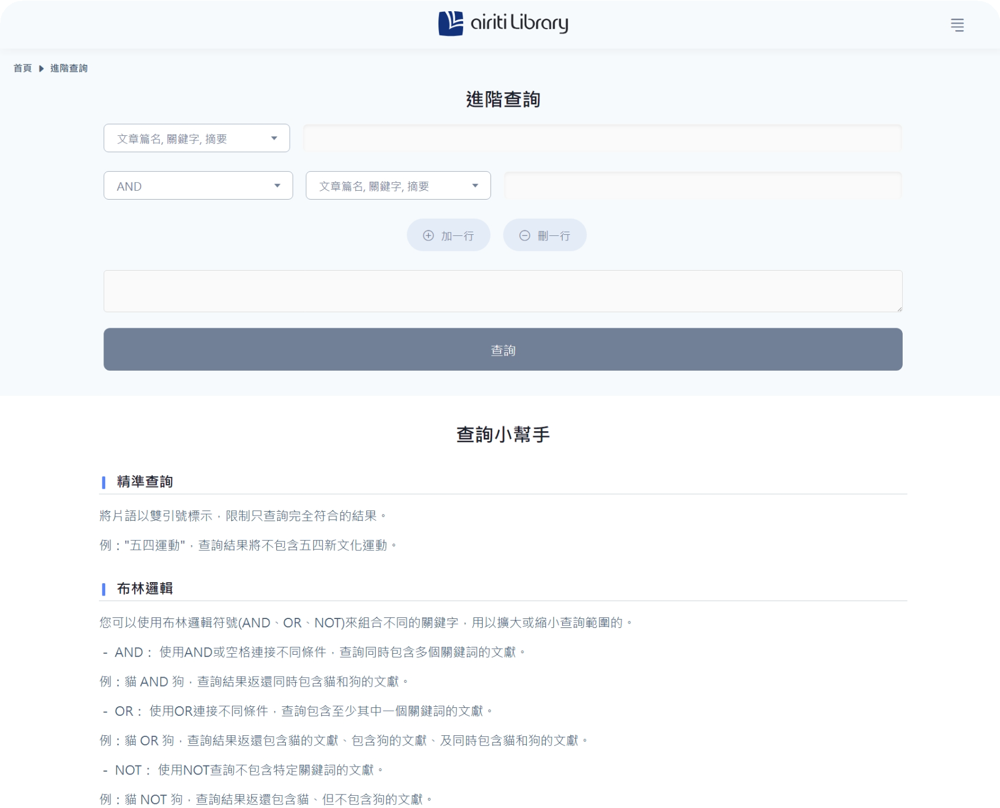 airiti Library
首頁 ▶ 進階查詢
進階查詢
文章篇名, 關鍵字, 摘要
AND 文章篇名, 關鍵字, 摘要
加一行 刪一行
查詢
查詢小幫手
精準查詢
將片語以雙引號標示，限制只查詢完全符合的結果。
例："五四運動"，查詢結果將不包含五四新文化運動。
布林邏輯
您可以使用布林邏輯符號(AND、OR、NOT)來組合不同的關鍵字，用以擴大或縮小查詢範圍的。
- AND： 使用AND或空格連接不同條件，查詢同時包含多個關鍵詞的文獻。
例：貓 AND 狗，查詢結果返還同時包含貓和狗的文獻。
- OR： 使用OR連接不同條件，查詢包含至少其中一個關鍵詞的文獻。
例：貓 OR 狗，查詢結果返還包含貓的文獻、包含狗的文獻、及同時包含貓和狗的文獻。
- NOT： 使用NOT查詢不包含特定關鍵詞的文獻。
例：貓 NOT 狗，查詢結果返還包含貓、但不包含狗的文獻。